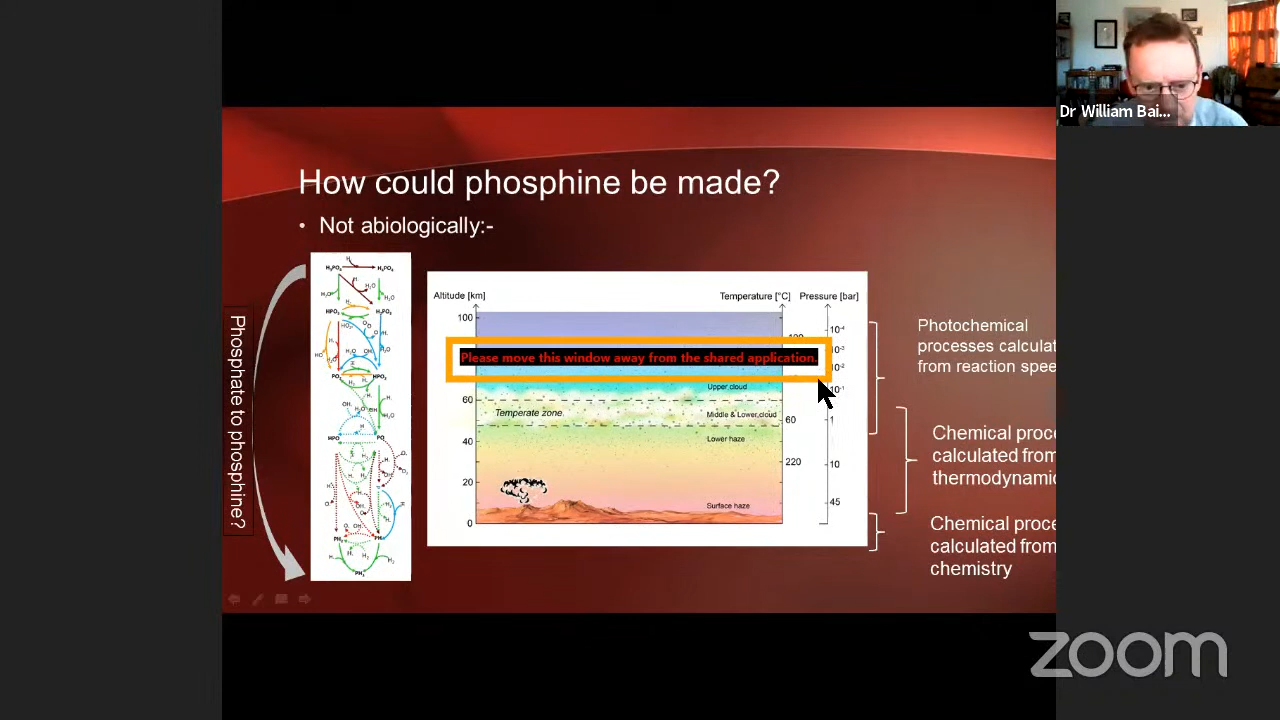 Dr William Bai...
How could phosphine be made?
• Not abiologically:-
Phosphate to phosphine?
Altitude [km]
Temperature [°C]
Pressure [bar]
100
60
40
20
0
60
220
10⁻⁴
1
10
45
Please move this window away from the shared application.
Upper cloud
Temperate zone
Middle & Lower cloud
Lower haze
Surface haze
Photochemical
processes calculat
from reaction spee
Chemical proc
calculated from
thermodynamic
Chemical proce
calculated from
chemistry
zoom